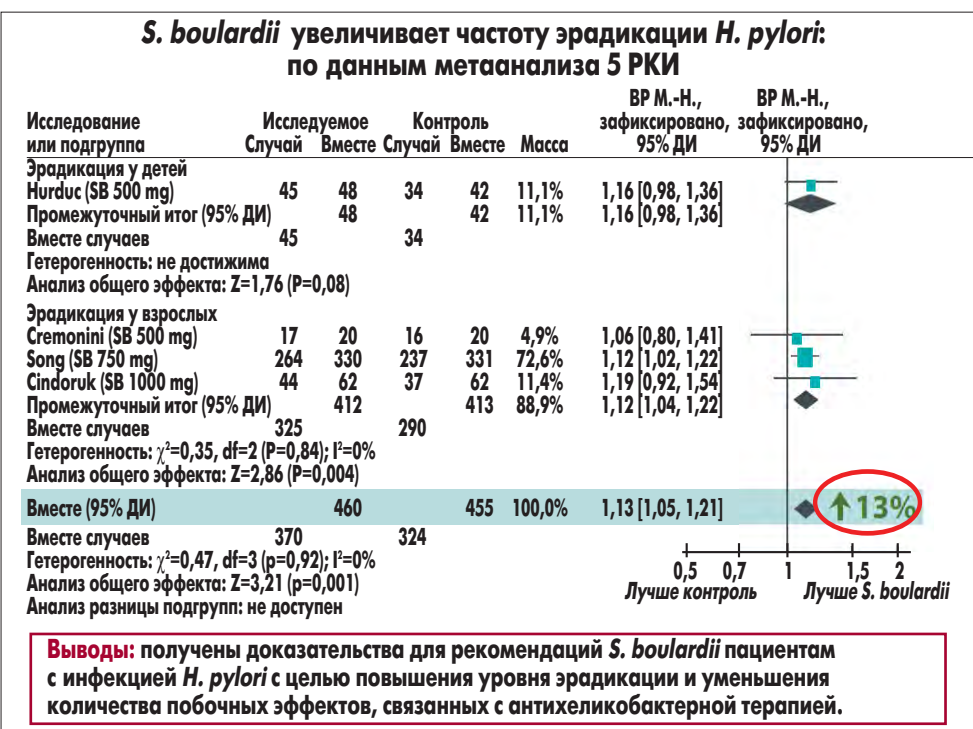 S. boulardii увеличивает частоту эрадикации H. pylori:
по данным метаанализа 5 РКИ
Исследование или подгруппа Исследуемое Случай Вместе Контроль Случай Вместе Масса ВР М.-Н., зафиксировано, 95% ДИ ВР М.-Н., зафиксировано, 95% ДИ
Эрадикация у детей
Hurduc (SB 500 mg) 45 48 34 42 11,1% 1,16 [0,98, 1,36]
Промежуточный итог (95% ДИ) 48 42 11,1% 1,16 [0,98, 1,36]
Вместе случаев 45 34
Гетерогенность: не достижима
Анализ общего эффекта: Z=1,76 (P=0,08)
Эрадикация у взрослых
Cremonini (SB 500 mg) 17 20 16 20 4,9% 1,06 [0,80, 1,41]
Song (SB 750 mg) 264 330 237 331 72,6% 1,12 [1,02, 1,22]
Cindoruk (SB 1000 mg) 44 62 37 62 11,4% 1,19 [0,92, 1,54]
Промежуточный итог (95% ДИ) 412 413 88,9% 1,12 [1,04, 1,22]
Вместе случаев 325 290
Гетерогенность: χ²=0,35, df=2 (P=0,84); I²=0%
Анализ общего эффекта: Z=2,86 (P=0,004)
Вместе (95% ДИ) 460 455 100,0% 1,13 [1,05, 1,21] ↑13%
Вместе случаев 370 324
Гетерогенность: χ²=0,47, df=3 (p=0,92); I²=0%
Анализ общего эффекта: Z=3,21 (p=0,001)
Анализ разницы подгрупп: не доступен
0,5 0,7 1 1,5 2
Лучше контроль Лучше S. boulardii
Выводы: получены доказательства для рекомендаций S. boulardii пациентам
с инфекцией H. pylori с целью повышения уровня эрадикации и уменьшения
количества побочных эффектов, связанных с антихеликобактерной терапией.